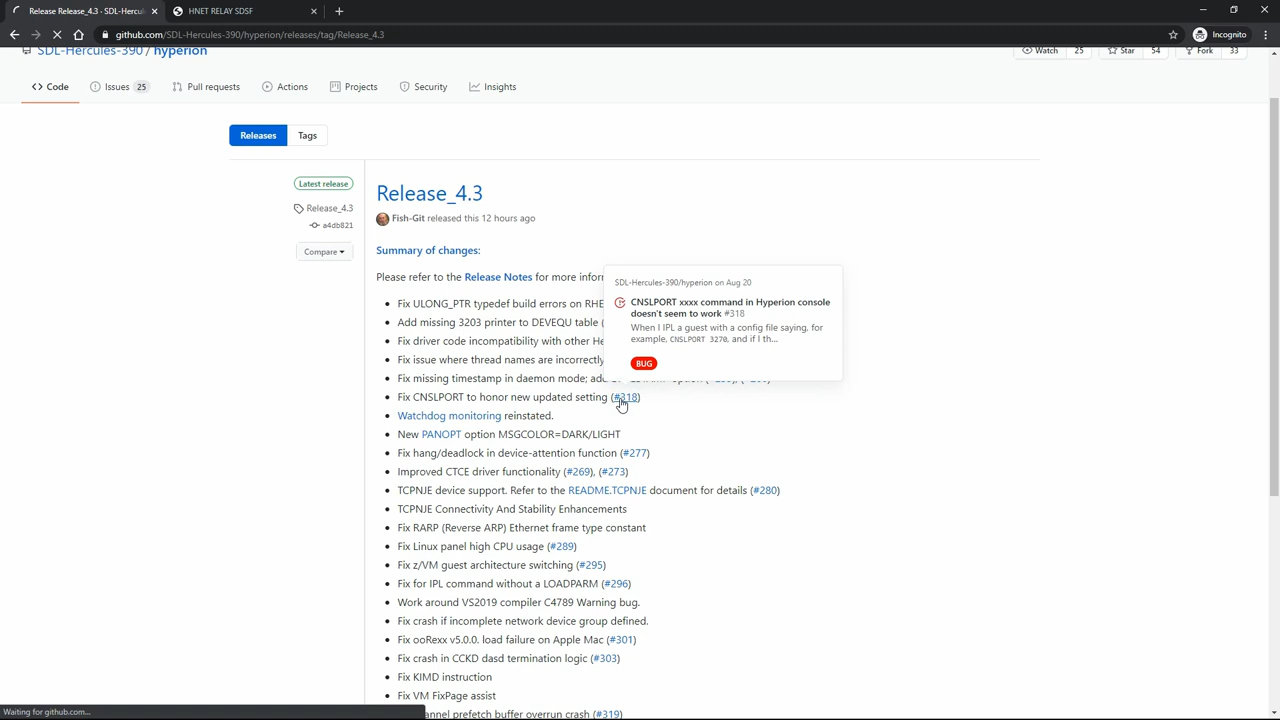 Release Release_4.3 - SDL-Hercul
HNET RELAY SDSF
github.com/SDL-Hercules-390/hyperion/releases/tag/Release_4.3
Incognito
SDL-Hercules-390 / hyperion
Watch 25
Star 54
Fork 33
Code
Issues 25
Pull requests
Actions
Projects
Security
Insights
Releases
Tags
Latest release
Release_4.3
a4db821
Compare
Release_4.3
Fish-Git released this 12 hours ago
Summary of changes:
Please refer to the Release Notes for more infor
SDL-Hercules-390/hyperion on Aug 20
CNSLPORT xxxx command in Hyperion console
doesn't seem to work #318
When I IPL a guest with a config file saying, for
example, CNSLPORT 3270, and if I th...
BUG
Fix ULONG_PTR typedef build errors on RHE
Add missing 3203 printer to DEVEQU table (
Fix driver code incompatibility with other He
Fix issue where thread names are incorrectly
Fix missing timestamp in daemon mode; add
Fix CNSLPORT to honor new updated setting (#318)
Watchdog monitoring reinstated.
New PANOPT option MSGCOLOR=DARK/LIGHT
Fix hang/deadlock in device-attention function (#277)
Improved CTCE driver functionality (#269), (#273)
TCPNJE device support. Refer to the README.TCPNJE document for details (#280)
TCPNJE Connectivity And Stability Enhancements
Fix RARP (Reverse ARP) Ethernet frame type constant
Fix Linux panel high CPU usage (#289)
Fix z/VM guest architecture switching (#295)
Fix for IPL command without a LOADPARM (#296)
Work around VS2019 compiler C4789 Warning bug.
Fix crash if incomplete network device group defined.
Fix ooRexx v5.0.0. load failure on Apple Mac (#301)
Fix crash in CCKD dasd termination logic (#303)
Fix KIMD instruction
Fix VM FixPage assist
annel prefetch buffer overrun crash (#319)
Waiting for github.com...